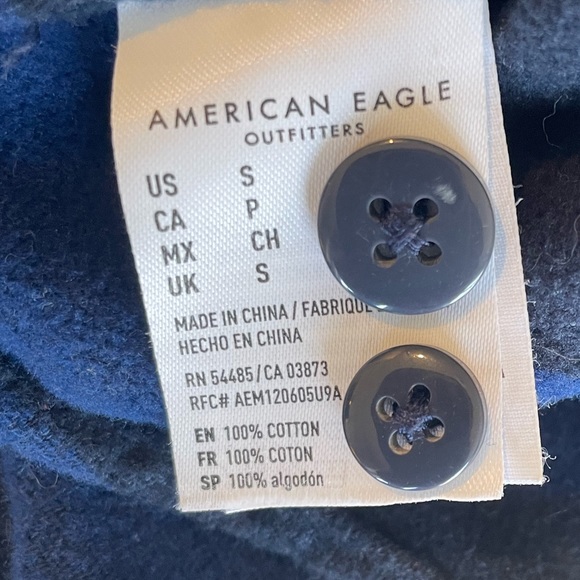 AMERICAN EAGLE
OUTFITTERS
US S
CA P
MX CH
UK S
MADE IN CHINA / FABRIQUÉ
HECHO EN CHINA
RN 54485/CA 03873
RFC# AEM120605U9A
EN 100% COTTON
FR 100% COTON
SP 100% algodón